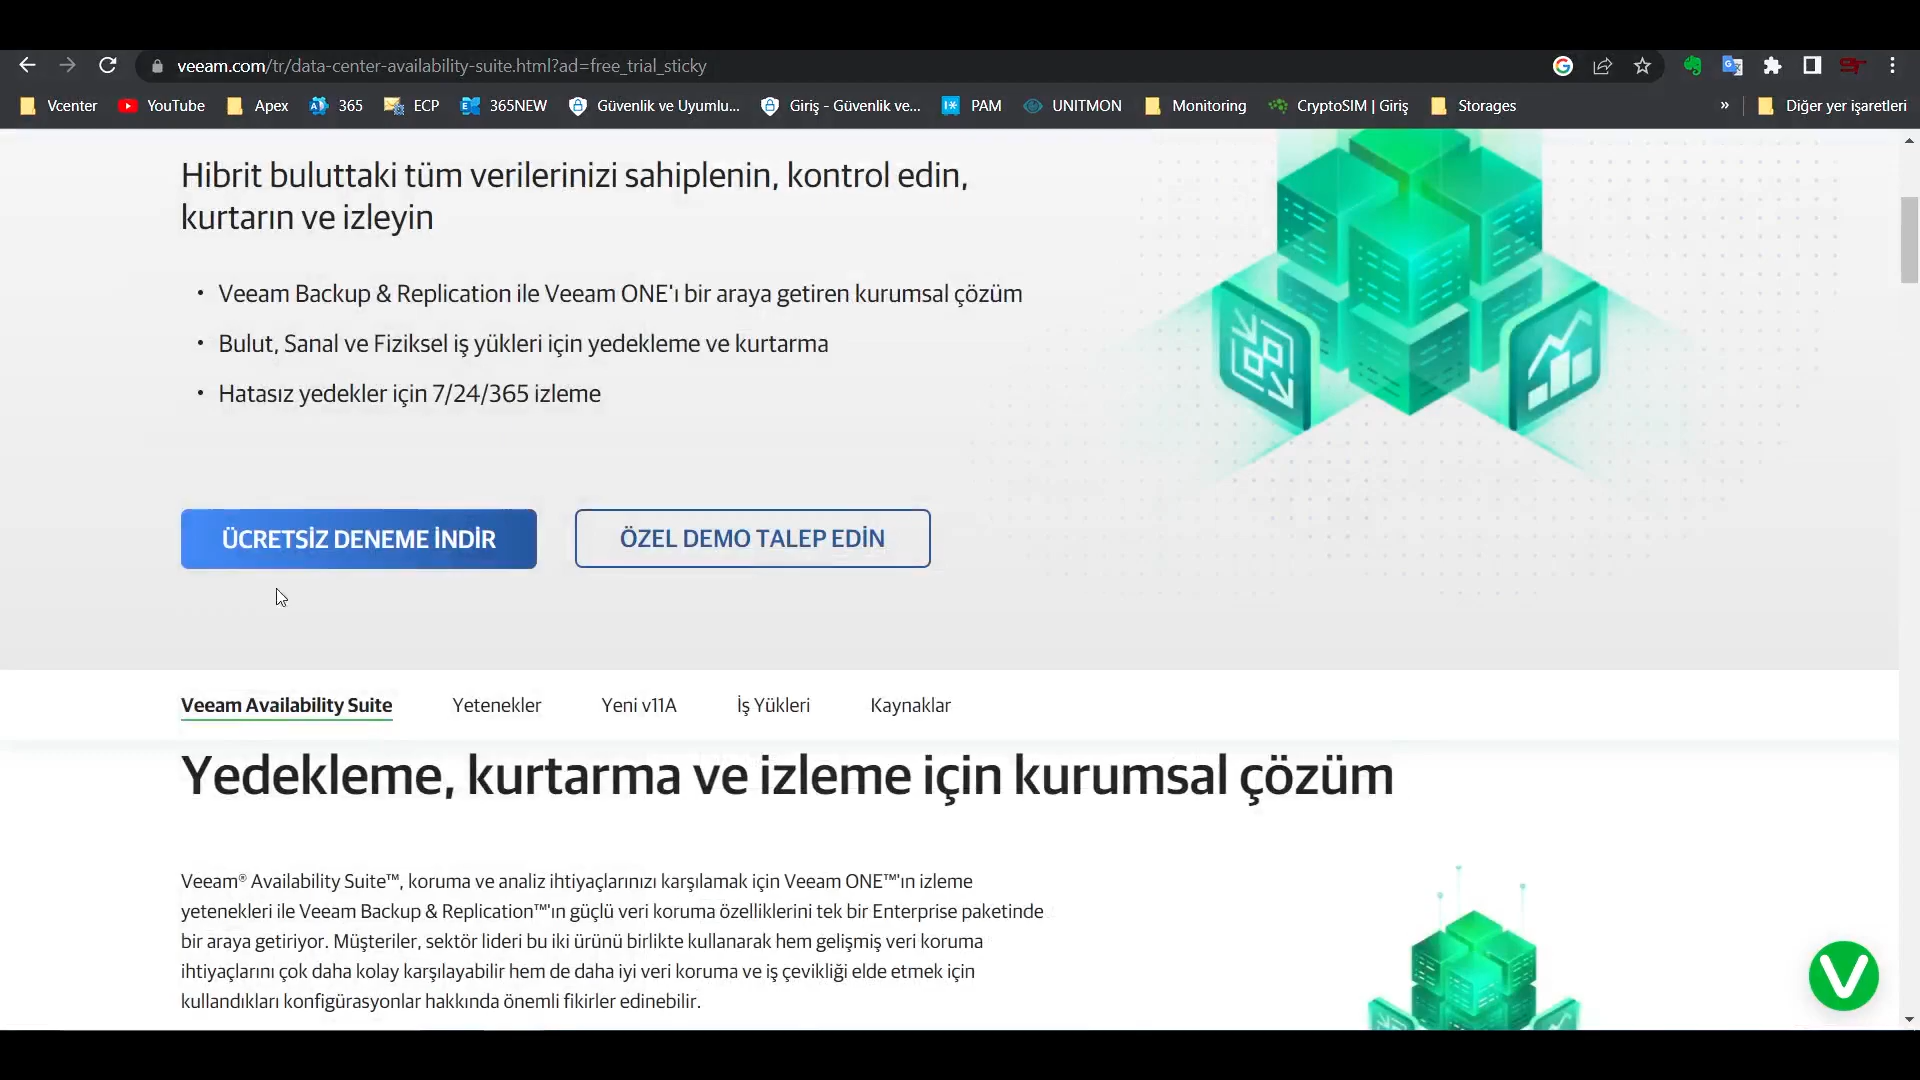 veeam.com/tr/data-center-availability-suite.html?ad=free_trial_sticky
Vcenter YouTube Apex 365 ECP 365NEW Güvenlik ve Uyumlu... Giriş - Güvenlik ve... PAM UNITMON Monitoring CryptoSIM | Giriş Storages » Diğer yer işaretleri
Hibrit buluttaki tüm verilerinizi sahiplenin, kontrol edin,
kurtarın ve izleyin
• Veeam Backup & Replication ile Veeam ONE'ı bir araya getiren kurumsal çözüm
• Bulut, Sanal ve Fiziksel iş yükleri için yedekleme ve kurtarma
• Hatasız yedekler için 7/24/365 izleme
ÜCRETSİZ DENEME İNDİR ÖZEL DEMO TALEP EDİN
Veeam Availability Suite Yetenekler Yeni v11A İş Yükleri Kaynaklar
Yedekleme, kurtarma ve izleme için kurumsal çözüm
Veeam® Availability Suite™, koruma ve analiz ihtiyaçlarınızı karşılamak için Veeam ONE™'ın izleme
yetenekleri ile Veeam Backup & Replication™'ın güçlü veri koruma özelliklerini tek bir Enterprise paketinde
bir araya getiriyor. Müşteriler, sektör lideri bu iki ürünü birlikte kullanarak hem gelişmiş veri koruma
ihtiyaçlarını çok daha kolay karşılayabilir hem de daha iyi veri koruma ve iş çevikliği elde etmek için
kullandıkları konfigürasyonlar hakkında önemli fikirler edinebilir.
V